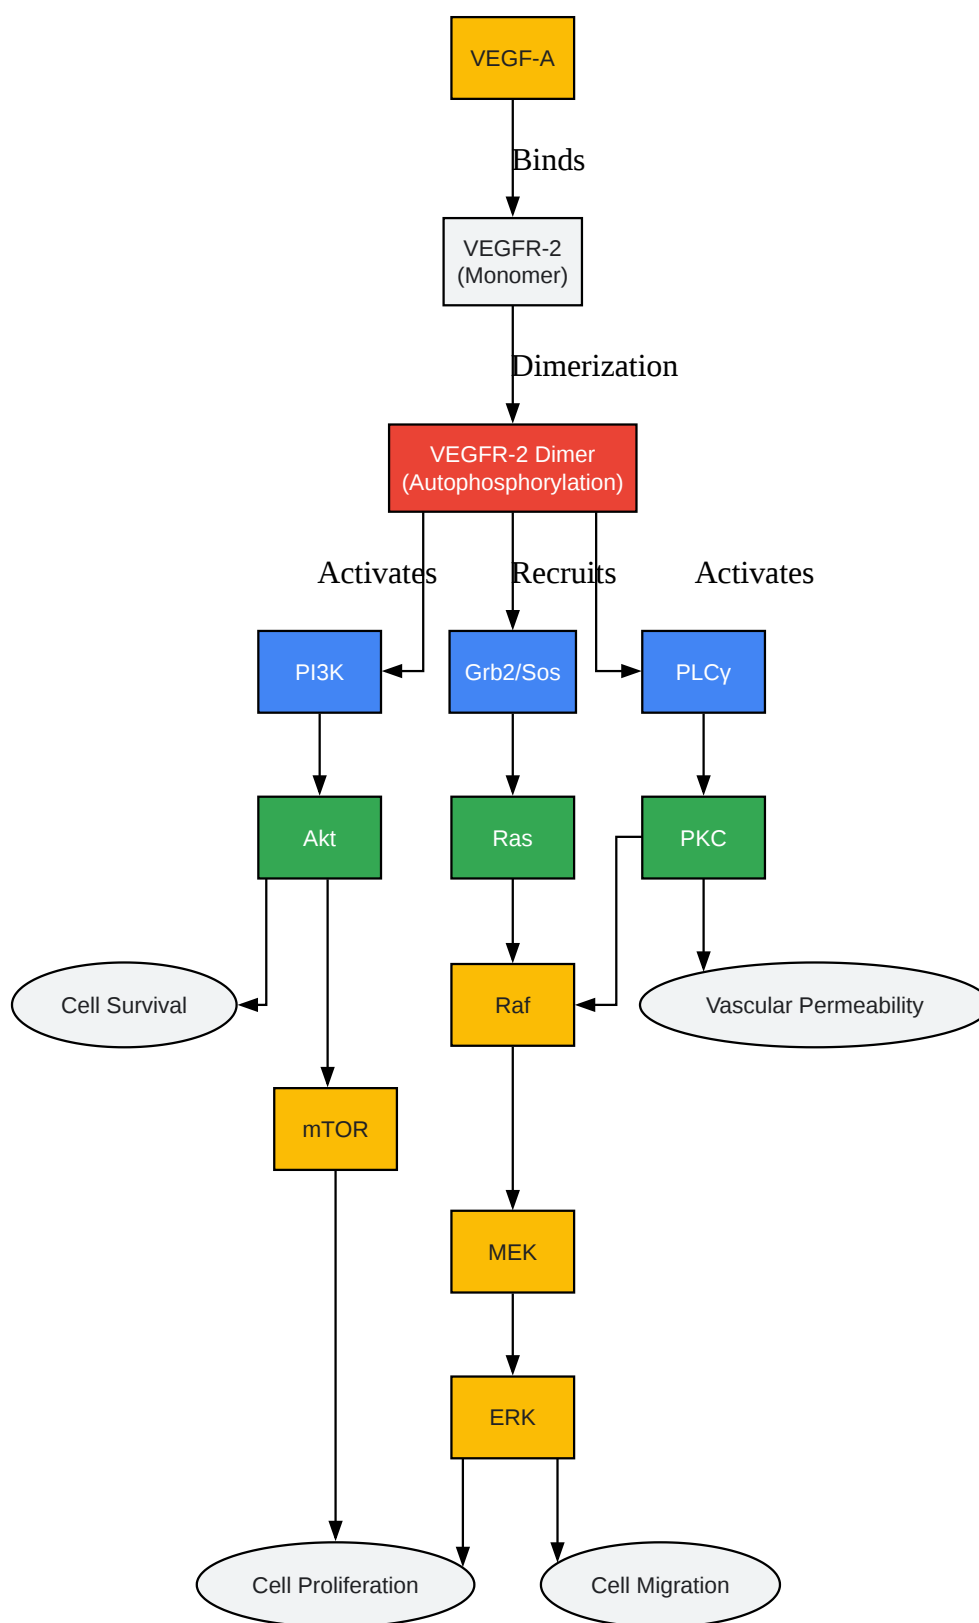 VEGF-A
Binds
VEGFR-2
(Monomer)
Dimerization
VEGFR-2 Dimer
(Autophosphorylation)
Activates
Recruits
Activates
PI3K
Grb2/Sos
PLCγ
Akt
Ras
PKC
Cell Survival
Raf
Vascular Permeability
mTOR
MEK
ERK
Cell Proliferation
Cell Migration